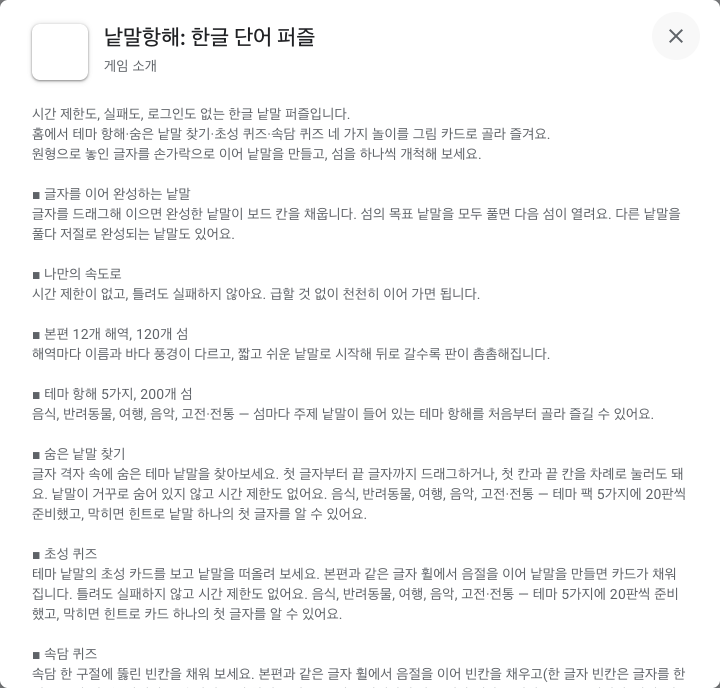 낱말항해: 한글 단어 퍼즐
게임 소개
시간 제한도, 실패도, 로그인도 없는 한글 낱말 퍼즐입니다.
홈에서 테마 항해·숨은 낱말 찾기·초성 퀴즈·속담 퀴즈 네 가지 놀이를 그림 카드로 골라 즐겨요.
원형으로 놓인 글자를 손가락으로 이어 낱말을 만들고, 섬을 하나씩 개척해 보세요.
■ 글자를 이어 완성하는 낱말
글자를 드래그해 이으면 완성한 낱말이 보드 칸을 채웁니다. 섬의 목표 낱말을 모두 풀면 다음 섬이 열려요. 다른 낱말을
풀다 저절로 완성되는 낱말도 있어요.
■ 나만의 속도로
시간 제한이 없고, 틀려도 실패하지 않아요. 급할 것 없이 천천히 이어 가면 됩니다.
■ 본편 12개 해역, 120개 섬
해역마다 이름과 바다 풍경이 다르고, 짧고 쉬운 낱말로 시작해 뒤로 갈수록 판이 촘촘해집니다.
■ 테마 항해 5가지, 200개 섬
음식, 반려동물, 여행, 음악, 고전·전통 — 섬마다 주제 낱말이 들어 있는 테마 항해를 처음부터 골라 즐길 수 있어요.
■ 숨은 낱말 찾기
글자 격자 속에 숨은 테마 낱말을 찾아보세요. 첫 글자부터 끝 글자까지 드래그하거나, 첫 칸과 끝 칸을 차례로 눌러도 돼
요. 낱말이 거꾸로 숨어 있지 않고 시간 제한도 없어요. 음식, 반려동물, 여행, 음악, 고전·전통 — 테마 팩 5가지에 20판씩
준비했고, 막히면 힌트로 낱말 하나의 첫 글자를 알 수 있어요.
■ 초성 퀴즈
테마 낱말의 초성 카드를 보고 낱말을 떠올려 보세요. 본편과 같은 글자 휠에서 음절을 이어 낱말을 만들면 카드가 채워
집니다. 틀려도 실패하지 않고 시간 제한도 없어요. 음식, 반려동물, 여행, 음악, 고전·전통 — 테마 5가지에 20판씩 준비
했고, 막히면 힌트로 카드 하나의 첫 글자를 알 수 있어요.
■ 속담 퀴즈
속담 한 구절에 뚫린 빈칸을 채워 보세요. 본편과 같은 글자 휠에서 음절을 이어 빈칸을 채우고(한 글자 빈칸은 글자를 한